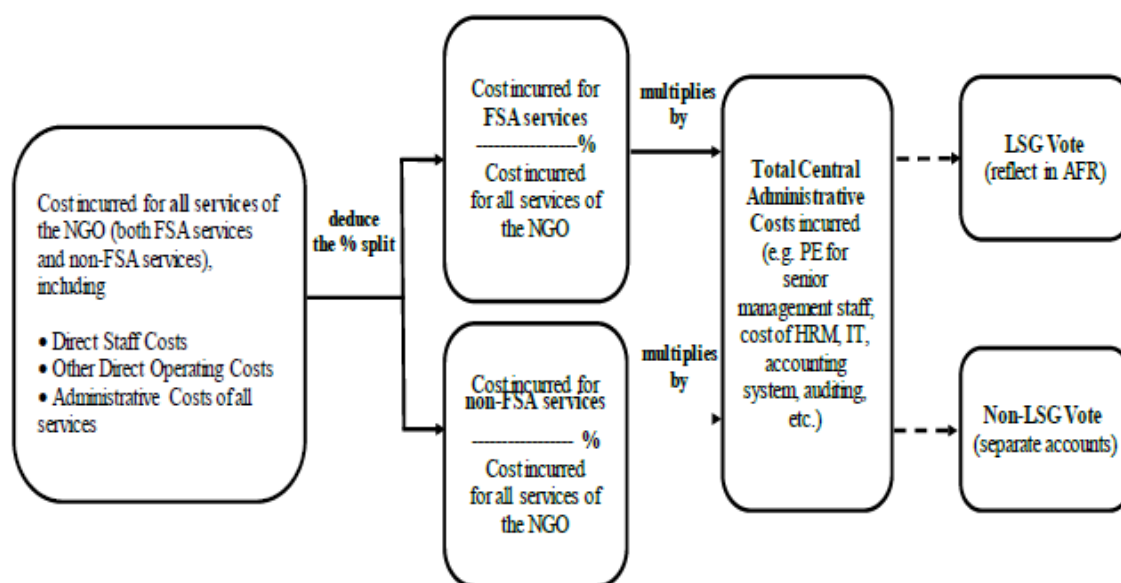 Cost incurred for all services of
the NGO (both FSA services
and non-FSA services),
including
• Direct Staff Costs
• Other Direct Operating Costs
• Administrative Costs of all
services
deduce
the % split
Cost incurred for
FSA services
-----------------%
Cost incurred
for all services of
the NGO
multiplies
by
Cost incurred for
non-FSA services
----------------- %
Cost incurred
for all services of
the NGO
multiplies
by
Total Central
Administrative
Costs incurred
(e.g. PE for
senior
management staff,
cost of HRM, IT,
accounting
system, auditing,
etc.)
LSG Vote
(reflect in AFR)
Non-LSG Vote
(separate accounts)